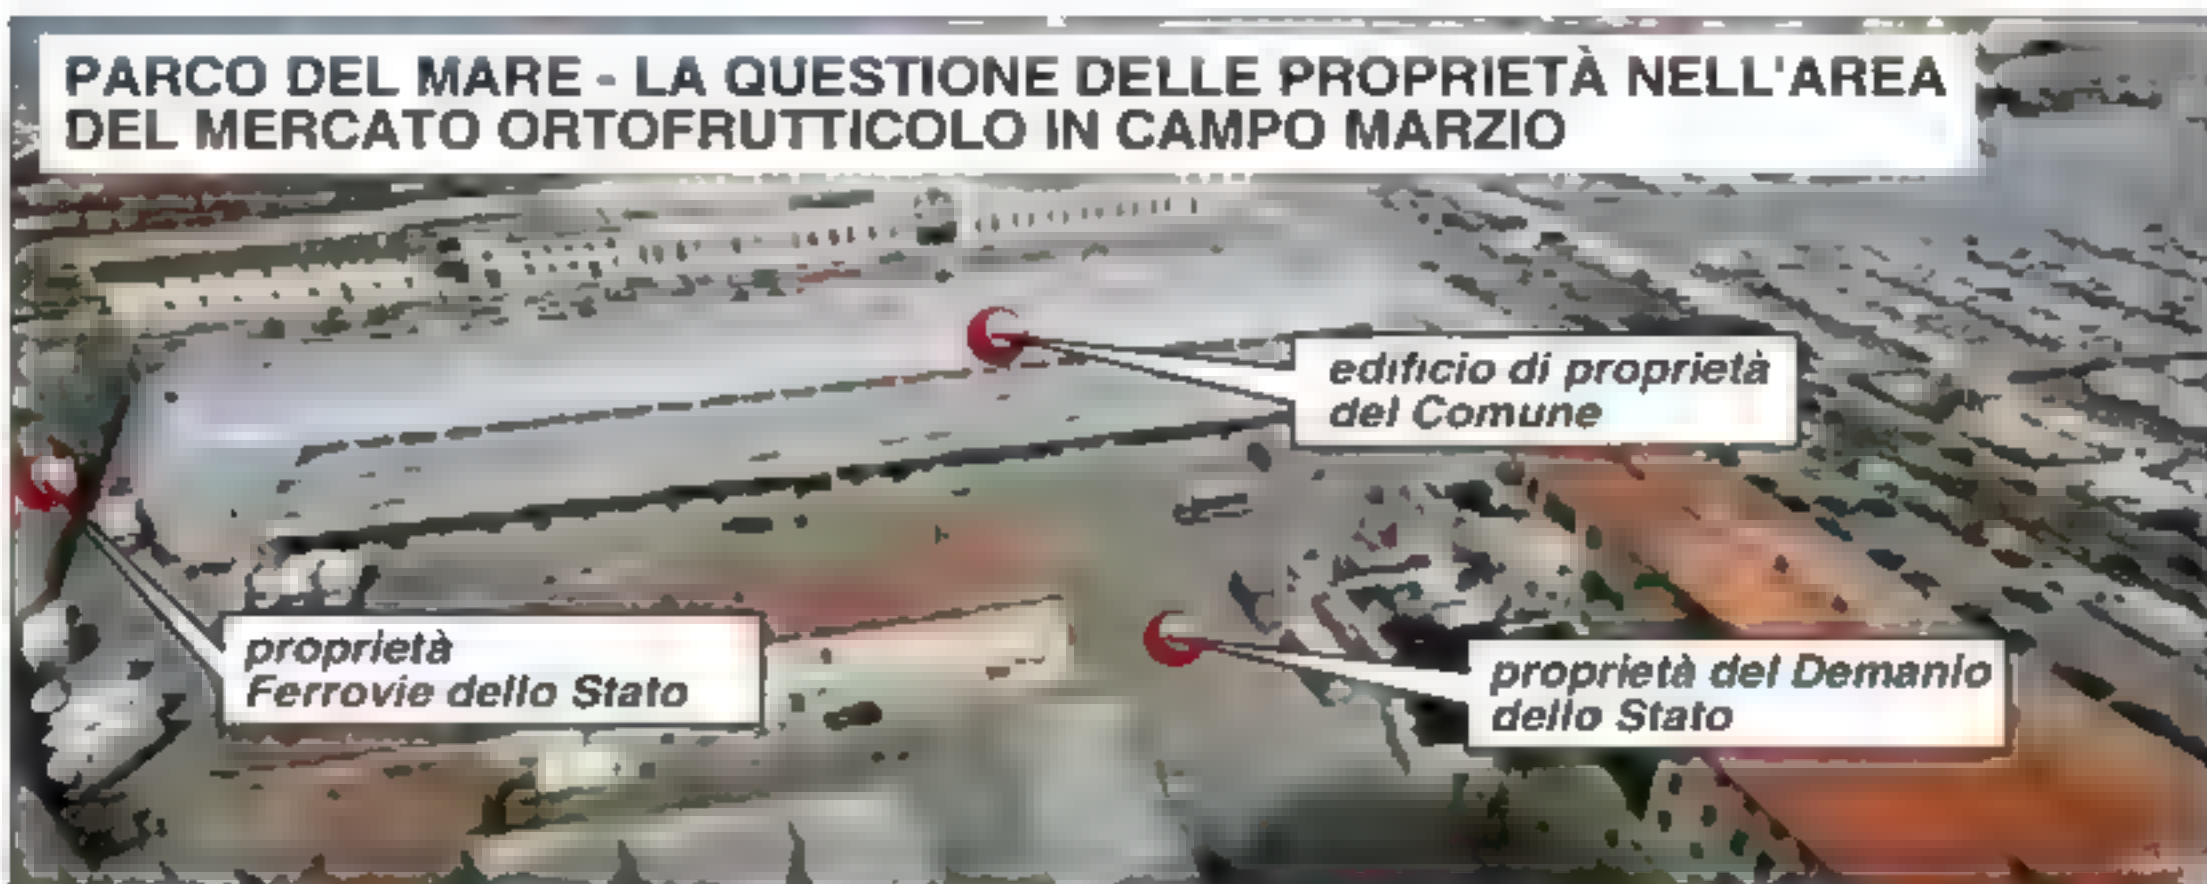 PARCO DEL MARE - LA QUESTIONE DELLE PROPRIETÀ NELL'AREA
DEL MERCATO ORTOFRUTTICOLO IN CAMPO MARZIO
edificio di proprietà
del Comune
proprietà
Ferrovie dello Stato
proprietà del Demanio
dello Stato